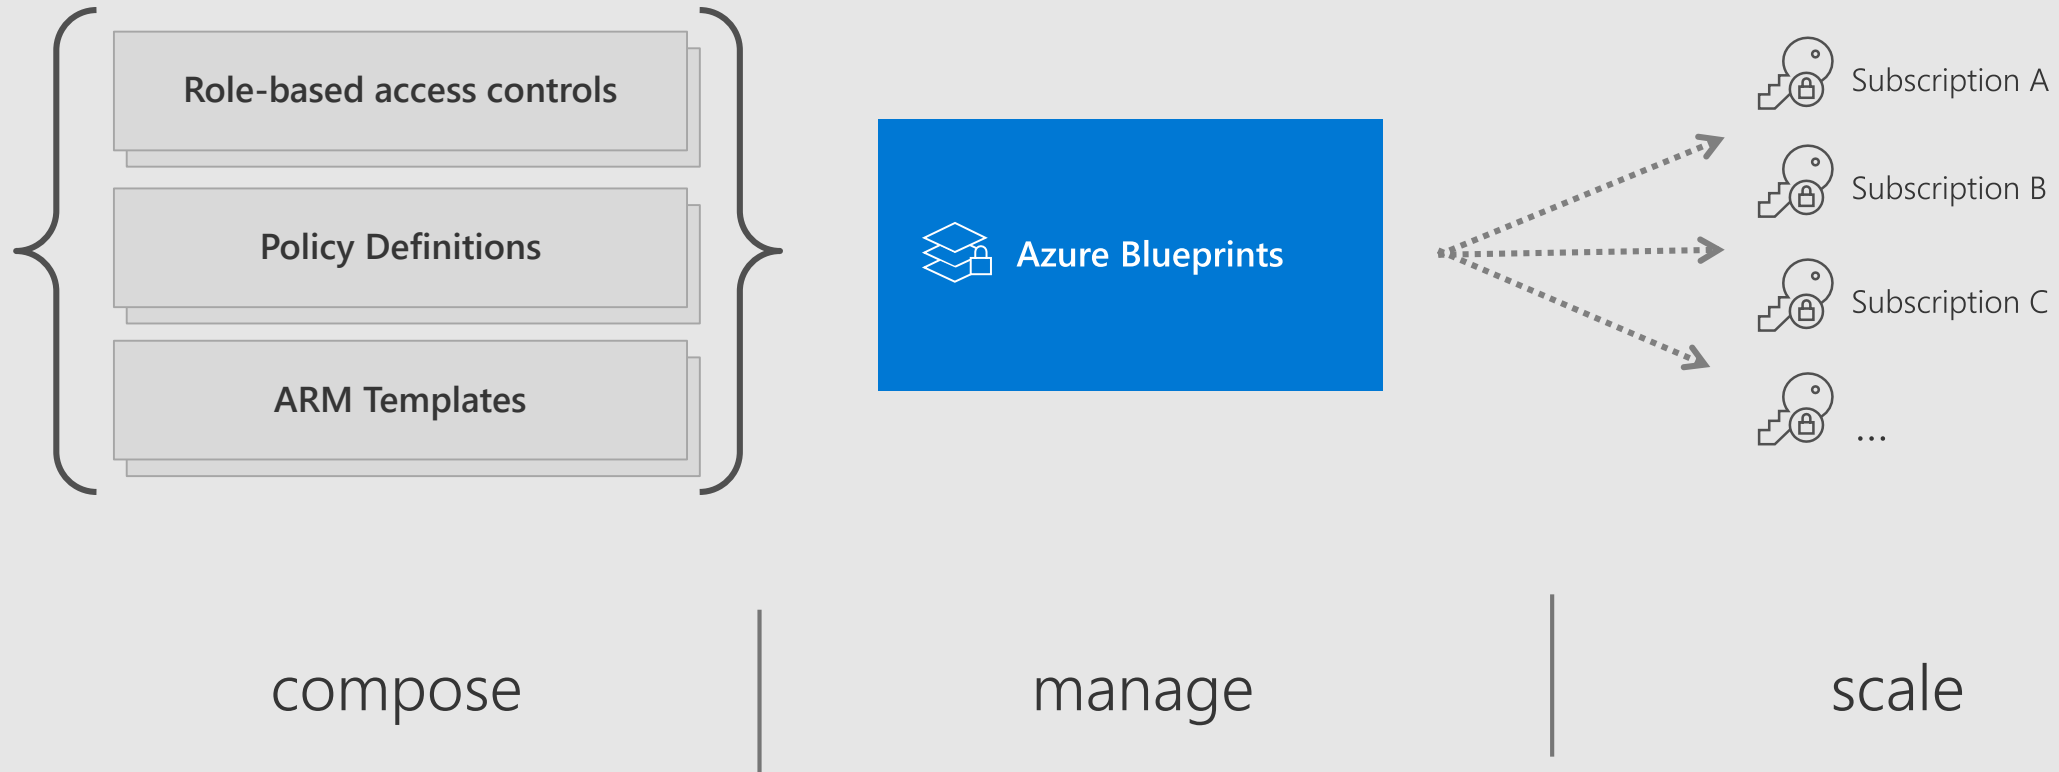 Role-based access controls
Policy Definitions
ARM Templates
Azure Blueprints
Subscription A
Subscription B
Subscription C
...
compose
manage
scale